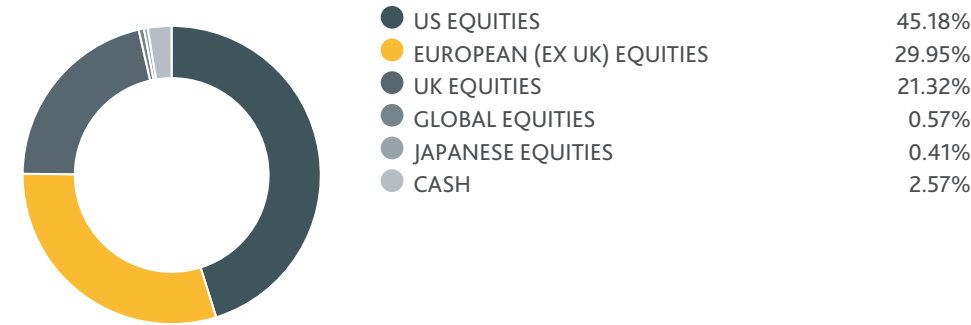 US EQUITIES 45.18%
EUROPEAN (EX UK) EQUITIES 29.95%
UK EQUITIES 21.32%
GLOBAL EQUITIES 0.57%
JAPANESE EQUITIES 0.41%
CASH 2.57%